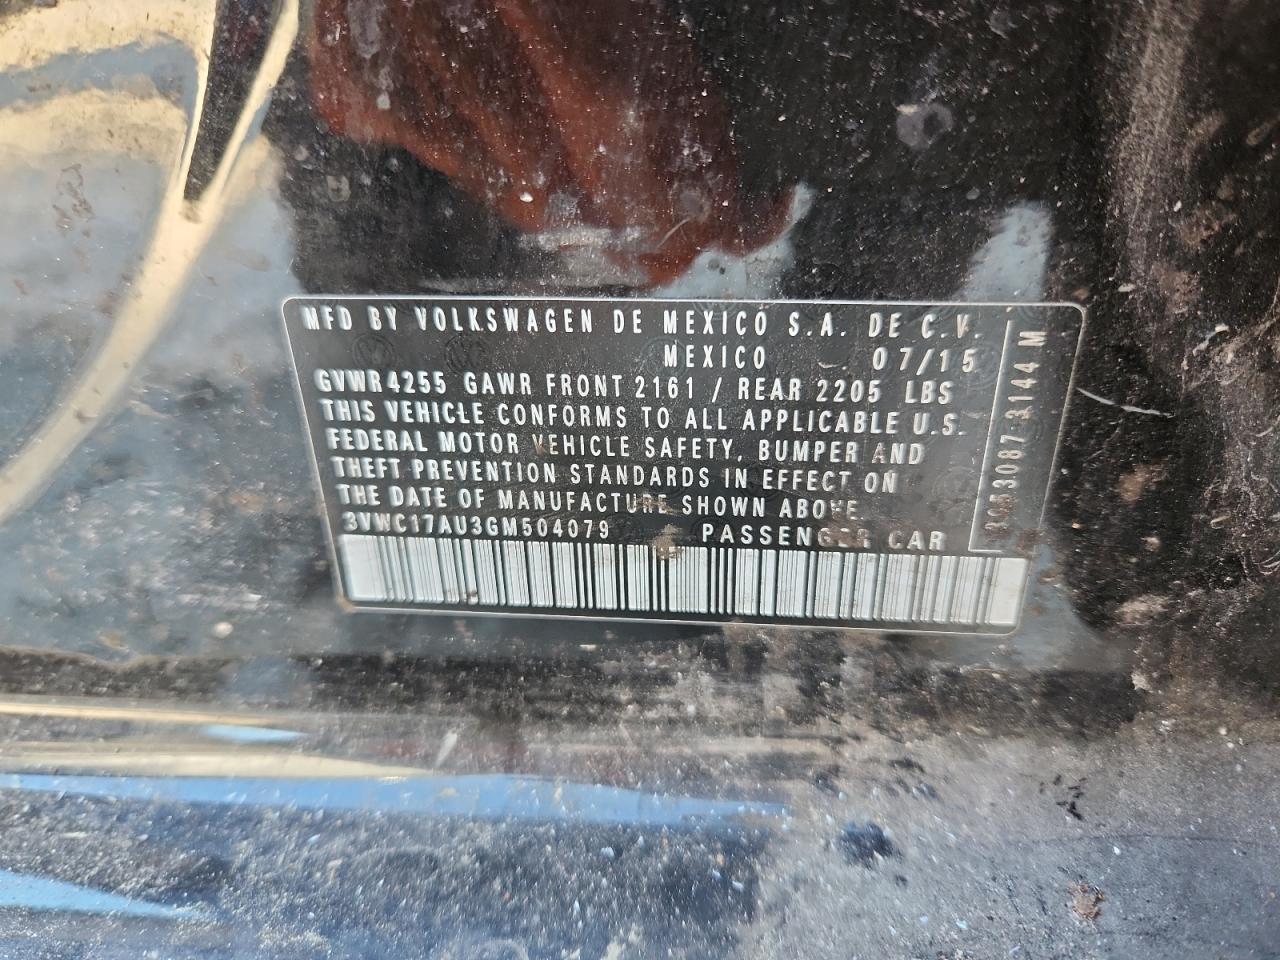 MFD BY VOLKSWAGEN DE MEXICO S.A. DE C.V.
MEXICO 07/15
GVWR 4255 GAWR FRONT 2161 / REAR 2205 LBS
THIS VEHICLE CONFORMS TO ALL APPLICABLE U.S.
FEDERAL MOTOR VEHICLE SAFETY, BUMPER AND
THEFT PREVENTION STANDARDS IN EFFECT ON
THE DATE OF MANUFACTURE SHOWN ABOVE.
3VWC17AU3GM504079 PASSENGER CAR
3144 M